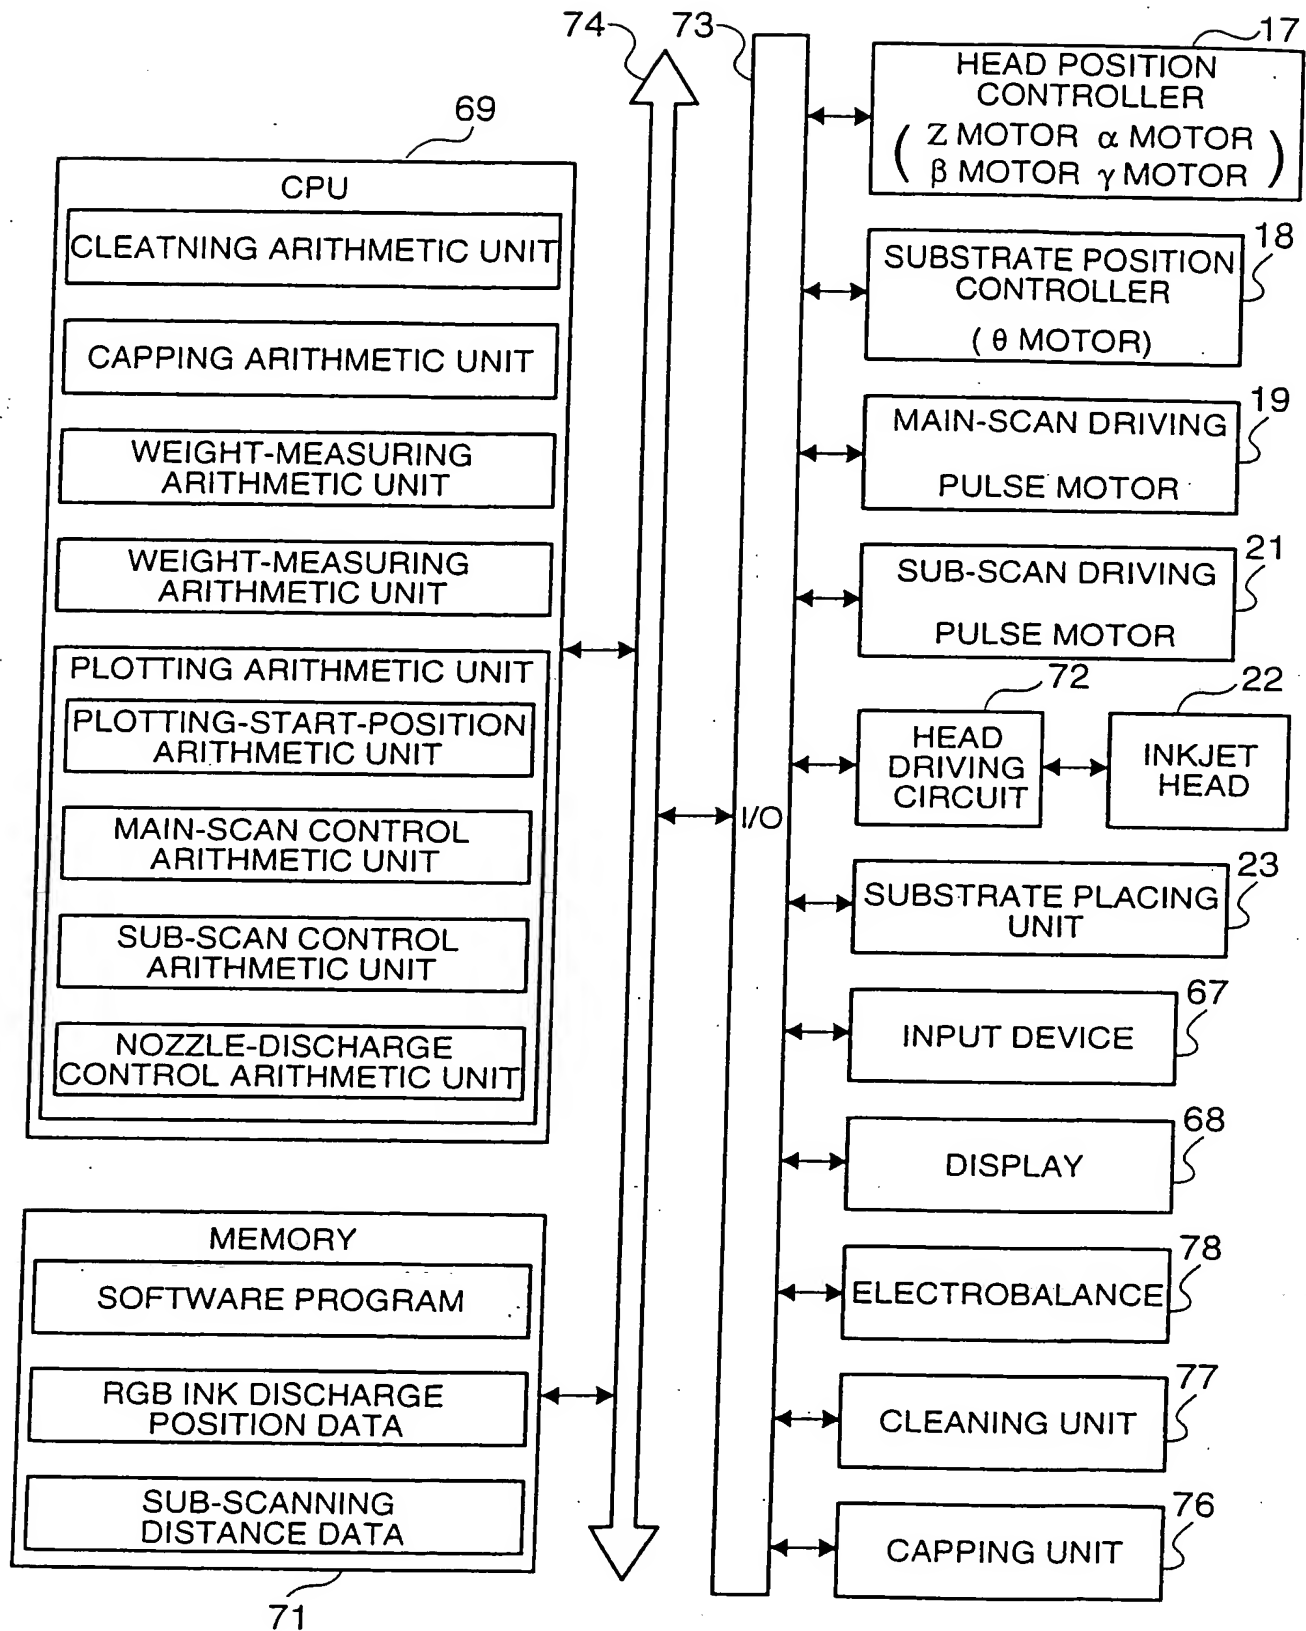 74
73
17
HEAD POSITION
CONTROLLER
( Z MOTOR α MOTOR
β MOTOR γ MOTOR )
69
CPU
CLEATNING ARITHMETIC UNIT
CAPPING ARITHMETIC UNIT
WEIGHT-MEASURING
ARITHMETIC UNIT
WEIGHT-MEASURING
ARITHMETIC UNIT
PLOTTING ARITHMETIC UNIT
PLOTTING-START-POSITION
ARITHMETIC UNIT
MAIN-SCAN CONTROL
ARITHMETIC UNIT
SUB-SCAN CONTROL
ARITHMETIC UNIT
NOZZLE-DISCHARGE
CONTROL ARITHMETIC UNIT
MEMORY
SOFTWARE PROGRAM
RGB INK DISCHARGE
POSITION DATA
SUB-SCANNING
DISTANCE DATA
71
I/O
18
SUBSTRATE POSITION
CONTROLLER
( θ MOTOR)
19
MAIN-SCAN DRIVING
PULSE MOTOR
21
SUB-SCAN DRIVING
PULSE MOTOR
72
HEAD
DRIVING
CIRCUIT
22
INKJET
HEAD
23
SUBSTRATE PLACING
UNIT
67
INPUT DEVICE
68
DISPLAY
78
ELECTROBALANCE
77
CLEANING UNIT
76
CAPPING UNIT